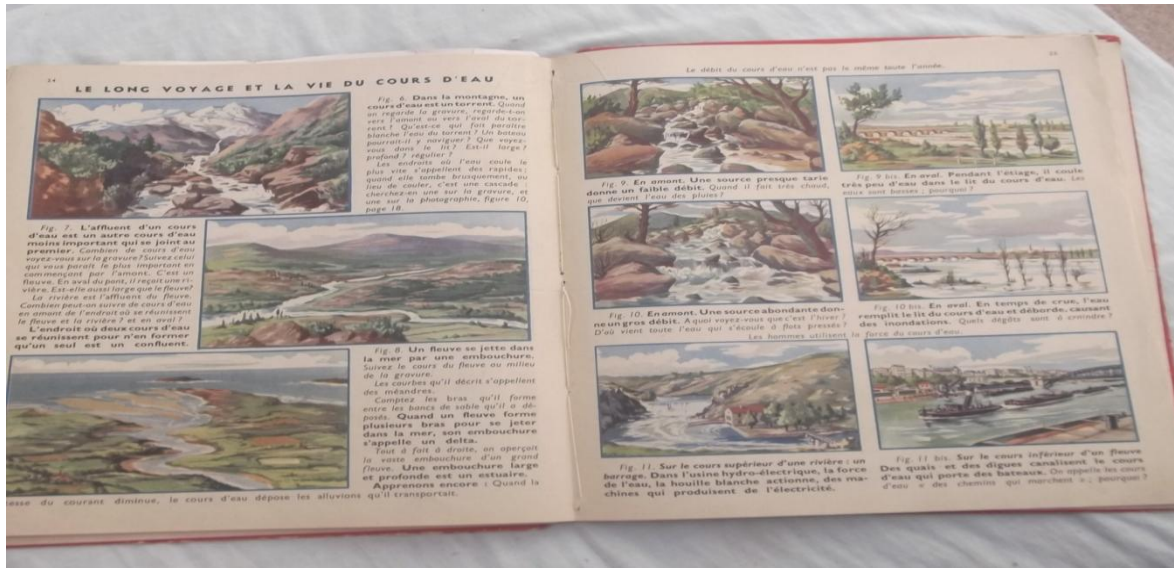 24
LE LONG VOYAGE ET LA VIE DU COURS D'EAU
Fig. 6. Dans la montagne, un
cours d'eau est un torrent. Quand
on regarde la gravure, regarde-t-on
vers l'amont ou vers l'aval du tor-
rent ? Qu'est-ce qui fait paraître
blanche l'eau du torrent ? Un bateau
pourrait-il y naviguer ? Que voyez-
vous dans le lit ? Est-il large ?
profond ? régulier ?
Les endroits où l'eau coule le
plus vite s'appellent des rapides ;
quand elle tombe brusquement, au
lieu de couler, c'est une cascade :
cherchez-en une sur la gravure, et
une sur la photographie, figure 10,
page 18.
Fig. 7. L'affluent d'un cours
d'eau est un autre cours d'eau
moins important qui se joint au
premier. Combien de cours d'eau
voyez-vous sur la gravure ? Suivez celui
qui vous paraît le plus important en
commençant par l'amont. C'est un
fleuve. En aval du pont, il reçoit une ri-
vière. Est-elle aussi large que le fleuve ?
La rivière est l'affluent du fleuve.
Combien peut-on suivre de cours d'eau
en amont de l'endroit où se réunissent
le fleuve et la rivière ? et en aval ?
L'endroit où deux cours d'eau
se réunissent pour n'en former
qu'un seul est un confluent.
Fig. 8. Un fleuve se jette dans
la mer par une embouchure.
Suivez le cours du fleuve au milieu
de la gravure.
Les courbes qu'il décrit s'appellent
des méandres.
Comptez les bras qu'il forme
entre les bancs de sable qu'il a dé-
posés. Quand un fleuve forme
plusieurs bras pour se jeter
dans la mer, son embouchure
s'appelle un delta.
Tout à fait à droite, on aperçoit
la vaste embouchure d'un grand
fleuve. Une embouchure large
et profonde est un estuaire.
Apprenons encore : Quand la
esse du courant diminue, le cours d'eau dépose les alluvions qu'il transportait.
Le débit du cours d'eau n'est pas le même toute l'année.
Fig. 9. En amont. Une source presque tarie
donne un faible débit. Quand il fait très chaud,
que devient l'eau des pluies ?
Fig. 9 bis. En aval. Pendant l'étiage, il coule
très peu d'eau dans le lit du cours d'eau. Les
eaux sont basses ; pourquoi ?
Fig. 10. En amont. Une source abondante don-
ne un gros débit. A quoi voyez-vous que c'est l'hiver ?
D'où vient toute l'eau qui s'écoule à flots pressés ?
Fig. 10 bis. En aval. En temps de crue, l'eau
remplit le lit du cours d'eau et déborde, causant
des inondations. Quels dégâts sont à craindre ?
Les hommes utilisent la force du cours d'eau.
Fig. 11. Sur le cours supérieur d'une rivière : un
barrage. Dans l'usine hydro-électrique, la force
de l'eau, la houille blanche actionne, des ma-
chines qui produisent de l'électricité.
Fig. 11 bis. Sur le cours inférieur d'un fleuve
Des quais et des digues canalisent le cours
d'eau qui porte des bateaux. On appelle les cours
d'eau « des chemins qui marchent » ; pourquoi ?